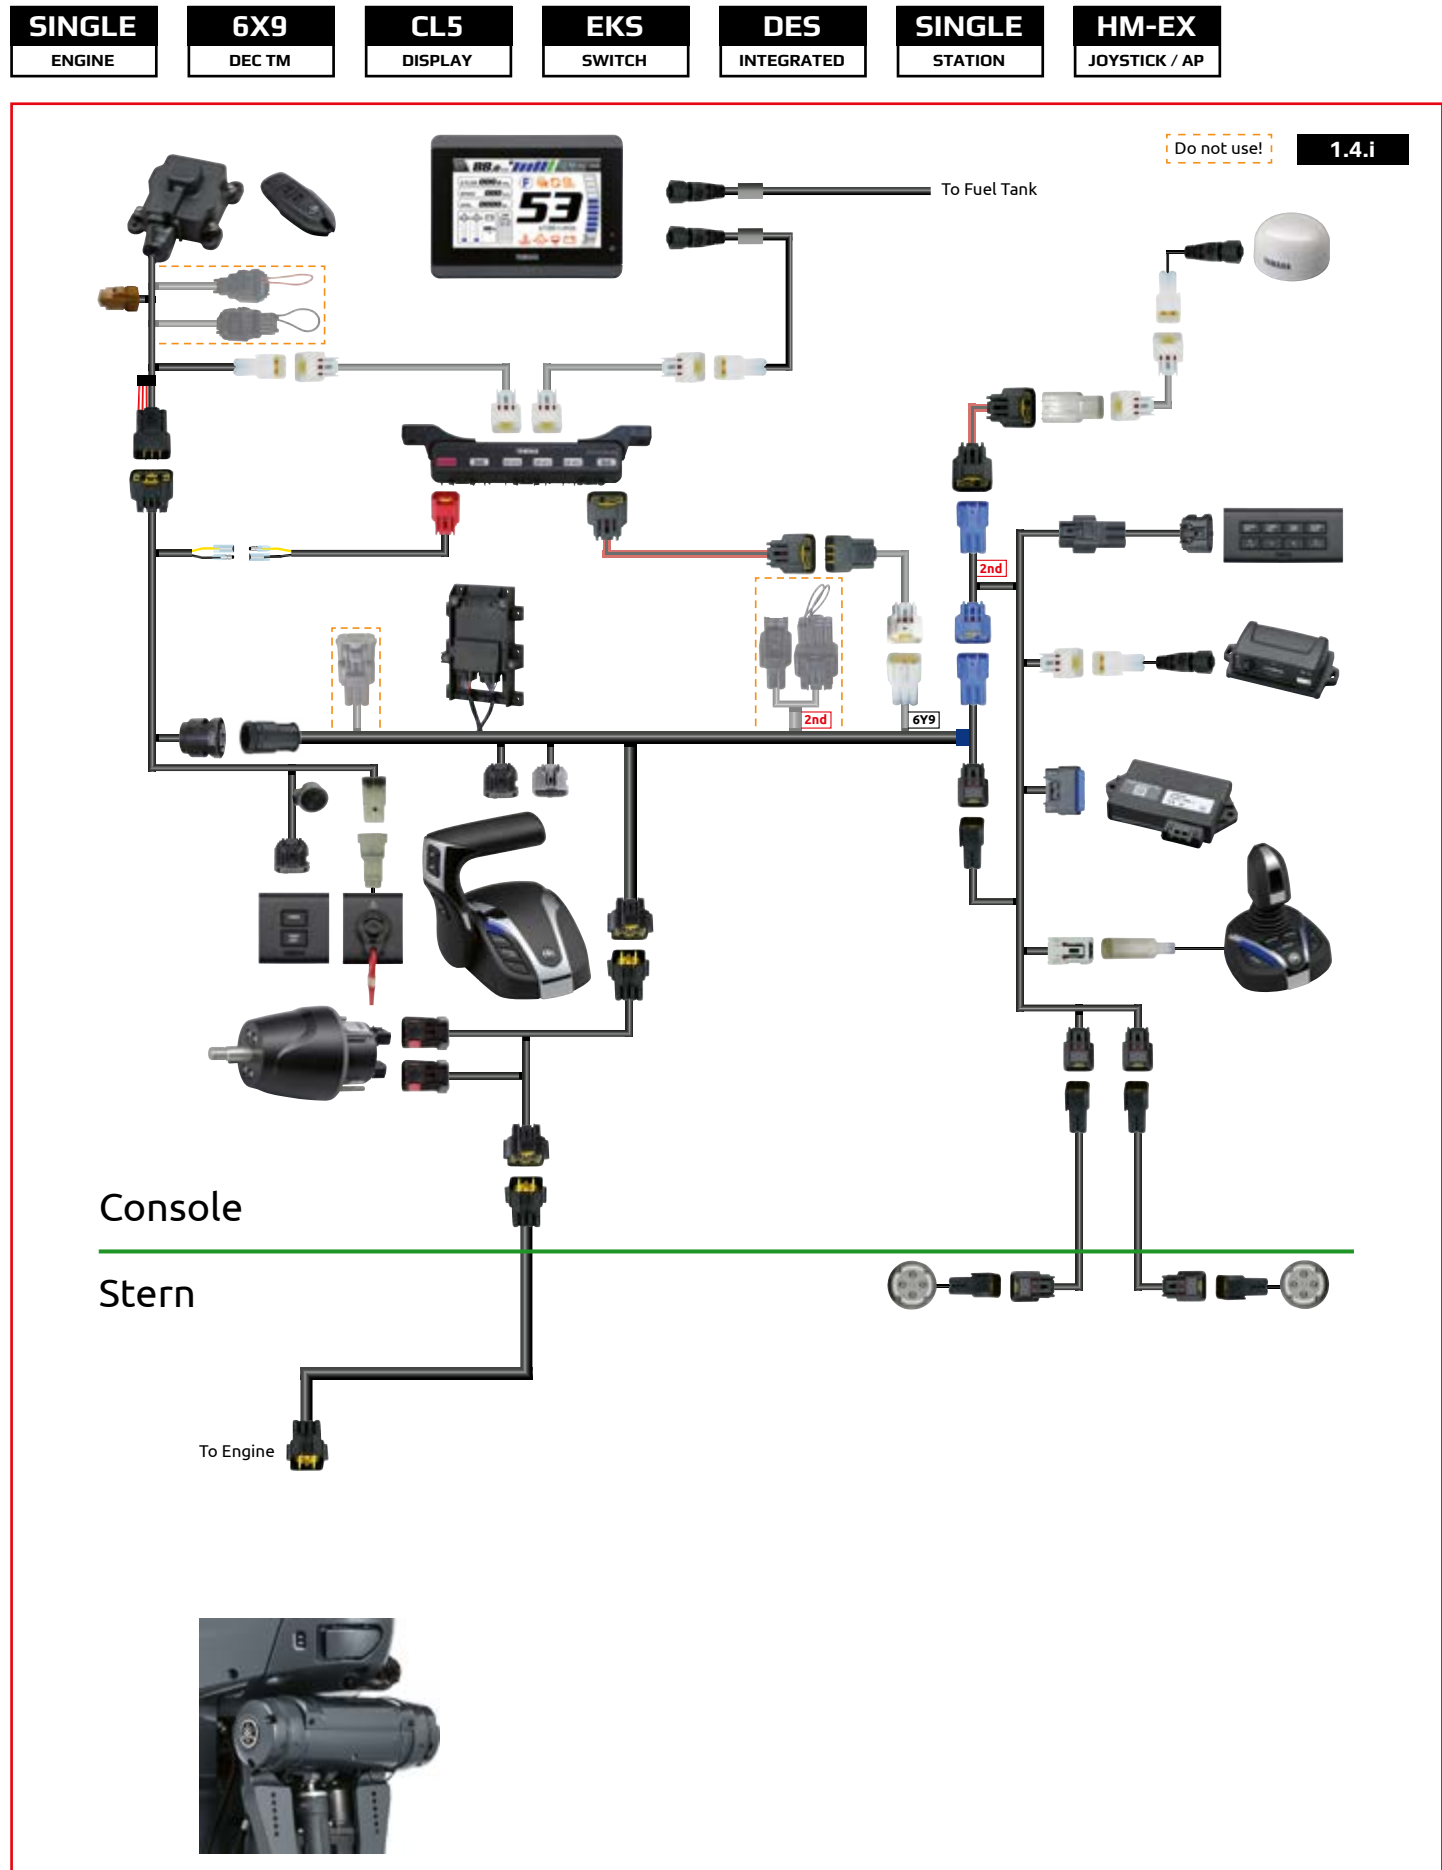 SINGLE
ENGINE
6X9
DEC TM
CL5
DISPLAY
EKS
SWITCH
DES
INTEGRATED
SINGLE
STATION
HM-EX
JOYSTICK / AP
Do not use!
1.4.i
To Fuel Tank
53
2nd
2nd
6Y9
Console
Stern
To Engine